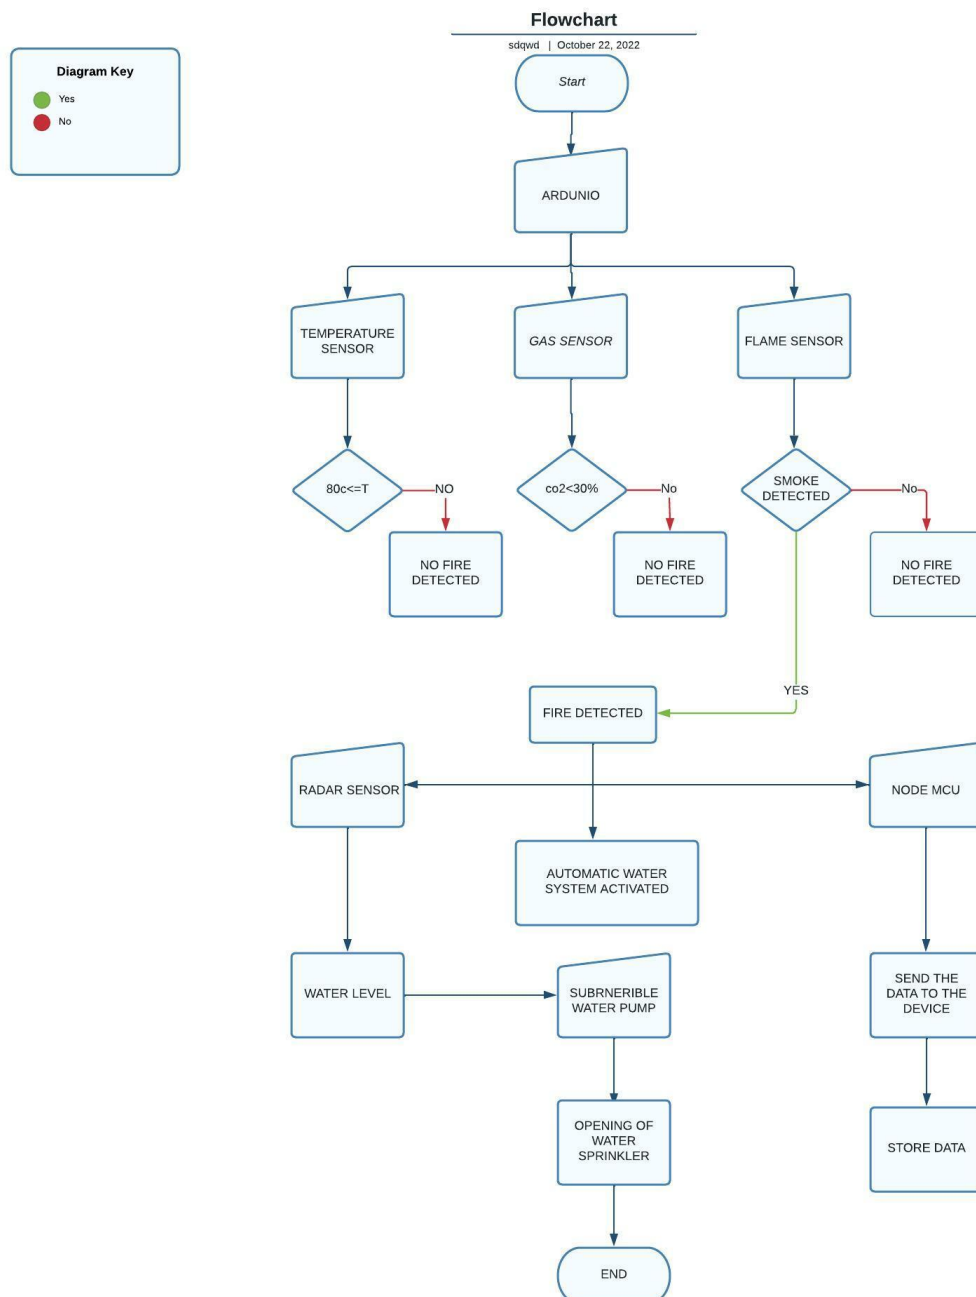 Flowchart
sdqwd | October 22, 2022
Diagram Key
Yes
No
Start
ARDUNIO
TEMPERATURE
SENSOR
GAS SENSOR
FLAME SENSOR
80c<=T
NO
co2<30%
No
SMOKE
DETECTED
No
NO FIRE
DETECTED
NO FIRE
DETECTED
NO FIRE
DETECTED
YES
FIRE DETECTED
RADAR SENSOR
NODE MCU
AUTOMATIC WATER
SYSTEM ACTIVATED
WATER LEVEL
SUBRNERIBLE
WATER PUMP
SEND THE
DATA TO THE
DEVICE
OPENING OF
WATER
SPRINKLER
STORE DATA
END